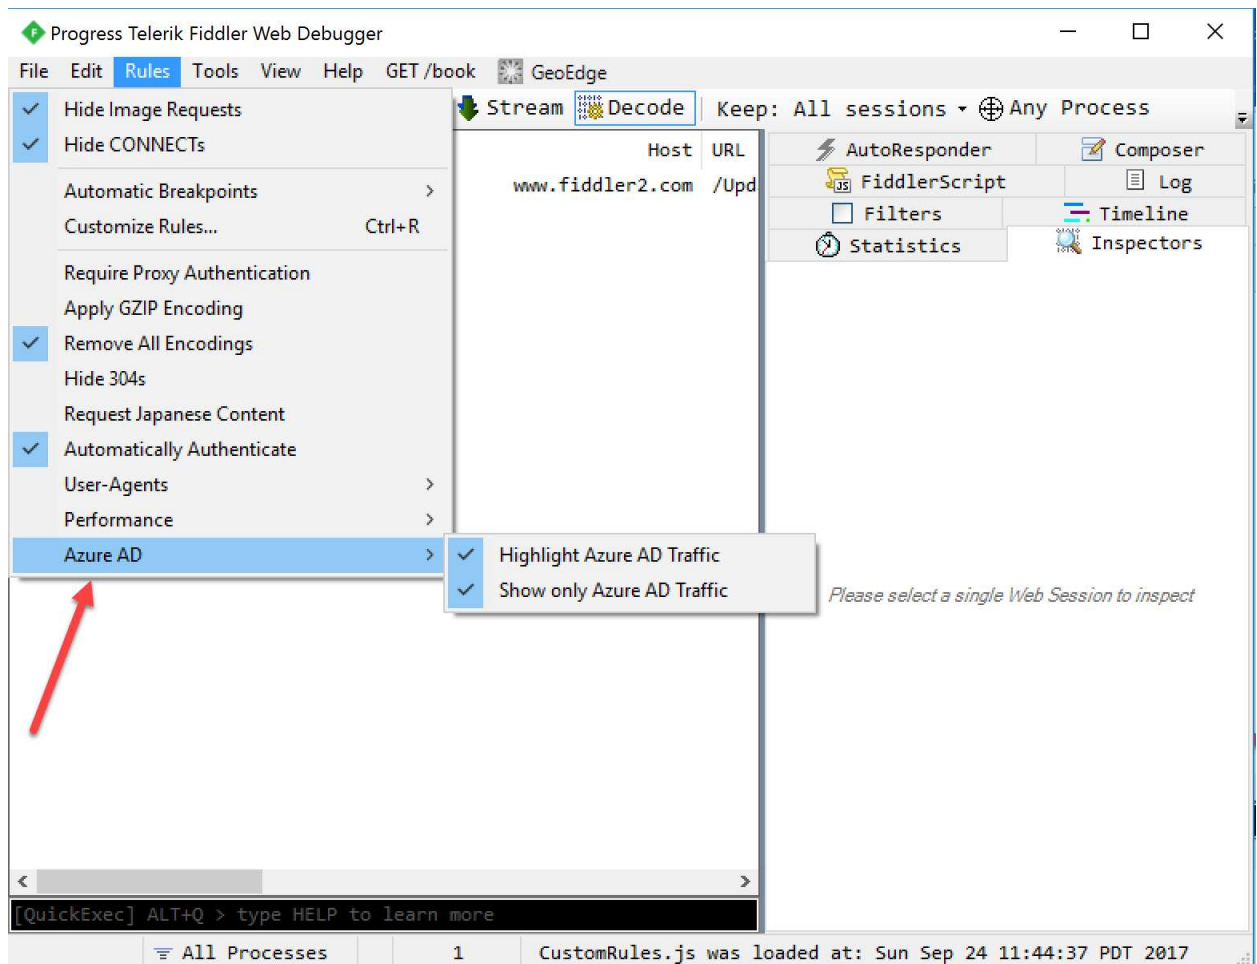 Progress Telerik Fiddler Web Debugger
File Edit Rules Tools View Help GET /book GeoEdge
Stream Decode Keep: All sessions Any Process
Hide Image Requests
Hide CONNECTs
Automatic Breakpoints
Customize Rules... Ctrl+R
Require Proxy Authentication
Apply GZIP Encoding
Remove All Encodings
Hide 304s
Request Japanese Content
Automatically Authenticate
User-Agents
Performance
Azure AD
Highlight Azure AD Traffic
Show only Azure AD Traffic
Host URL
www.fiddler2.com /Upd
AutoResponder Composer
JS FiddlerScript Log
Filters Timeline
Statistics Inspectors
Please select a single Web Session to inspect
[QuickExec] ALT+Q > type HELP to learn more
All Processes 1 CustomRules.js was loaded at: Sun Sep 24 11:44:37 PDT 2017